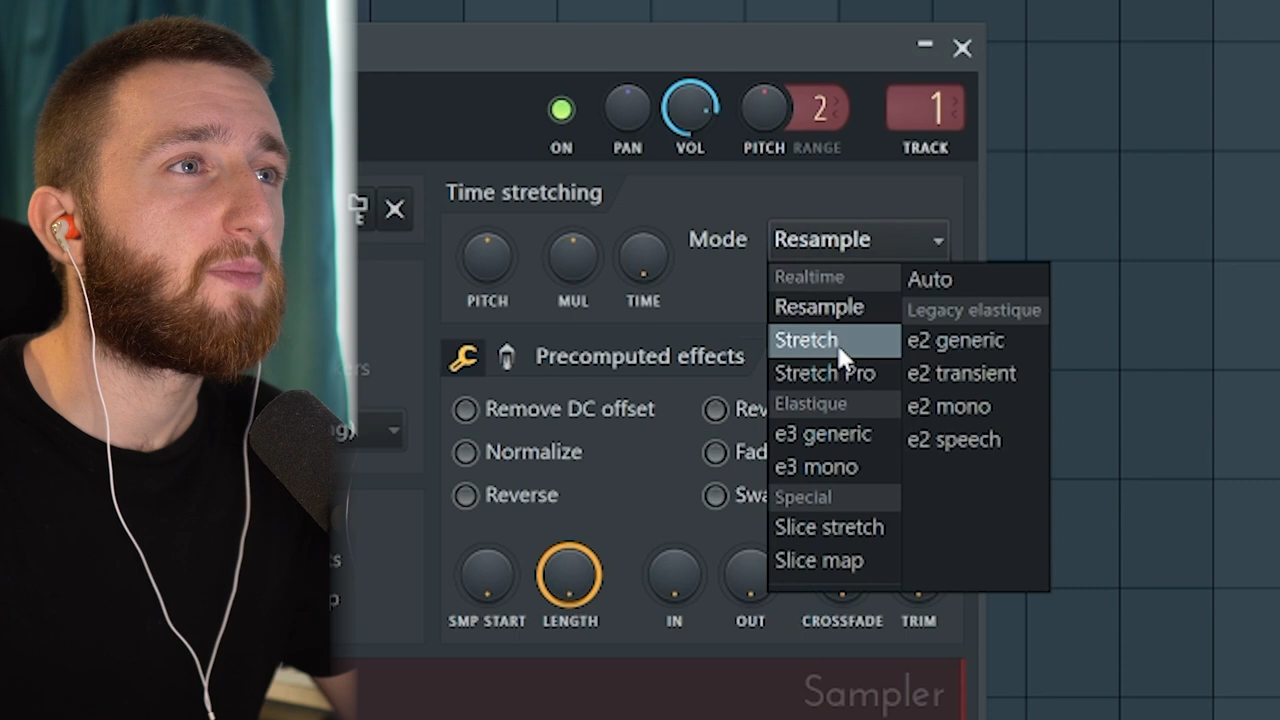 2 1
ON PAN VOL PITCH RANGE TRACK
Time stretching
Mode Resample
PITCH MUL TIME
Realtime
Resample
Stretch
Stretch Pro
Elastique
e3 generic
e3 mono
Special
Slice stretch
Slice map
Auto
Legacy elastique
e2 generic
e2 transient
e2 mono
e2 speech
Precomputed effects
Remove DC offset
Normalize
Reverse
SMP START LENGTH IN OUT CROSSFADE TRIM
Sampler